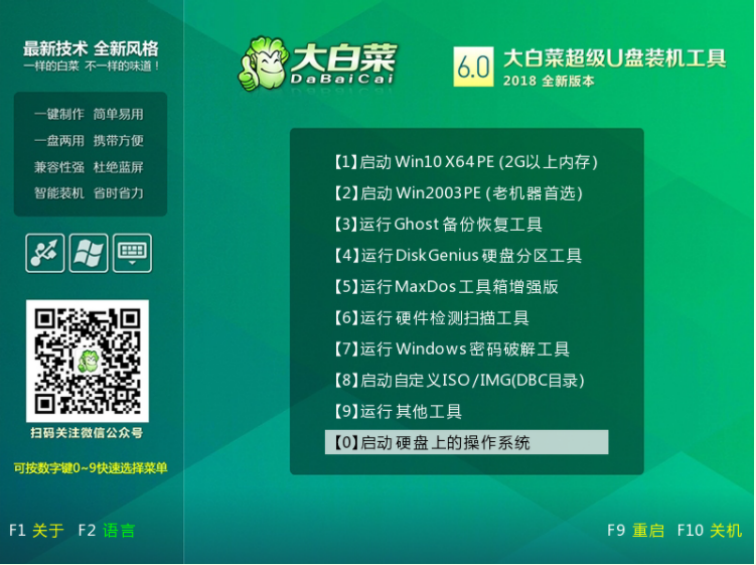 最新技术 全新风格
一样的白菜 不一样的味道！
一键制作 简单易用
一盘两用 携带方便
兼容性强 杜绝蓝屏
智能装机 省时省力
扫码关注微信公众号
可按数字键0~9快速选择菜单
大白菜
DaBaiCai
6.0
大白菜超级U盘装机工具
2018 全新版本
【1】启动 Win10 X64 PE (2G以上内存)
【2】启动 Win2003PE (老机器首选)
【3】运行 Ghost 备份恢复工具
【4】运行 DiskGenius 硬盘分区工具
【5】运行 MaxDos 工具箱增强版
【6】运行 硬件检测扫描工具
【7】运行 Windows 密码破解工具
【8】启动自定义ISO/IMG(DBC目录)
【9】运行 其他工具
【0】启动 硬盘上的操作系统
F1 关于 F2 语言
F9 重启 F10 关机